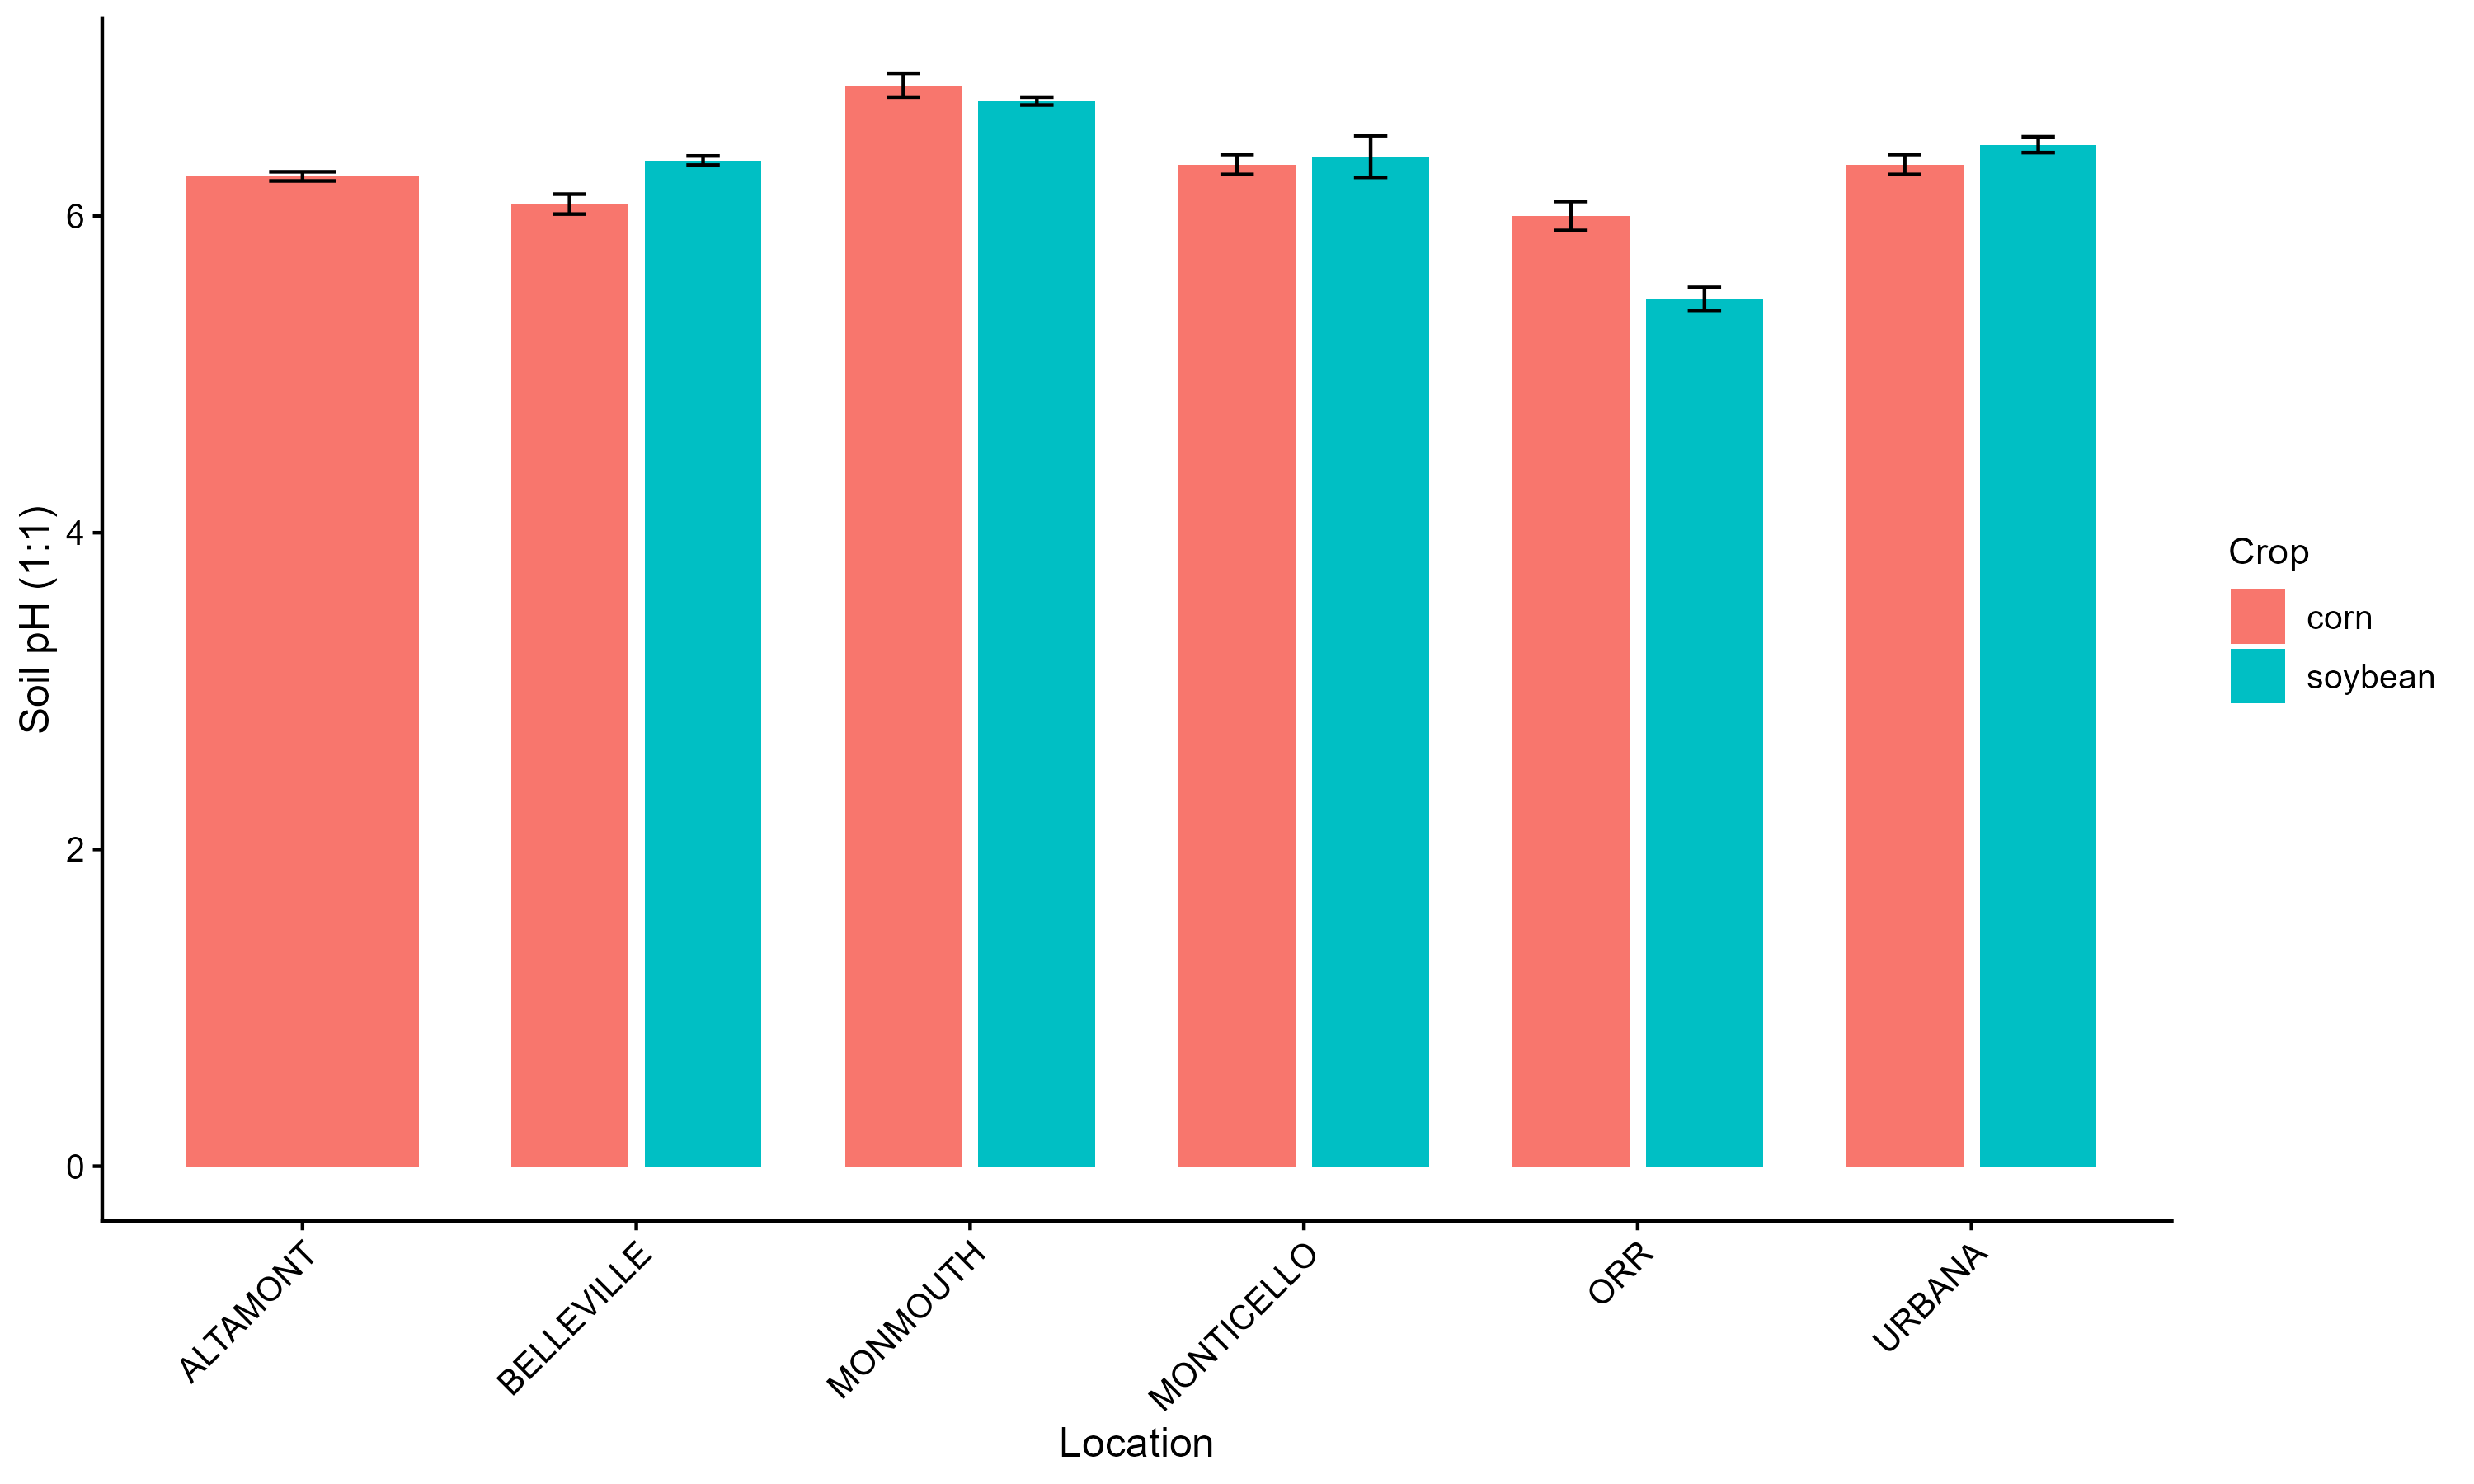 Soil pH (1:1)
6
4
2
0
ALTAMONT
BELLEVILLE
MONMOUTH
MONTICELLO
ORR
URBANA
Location
Crop
corn
soybean